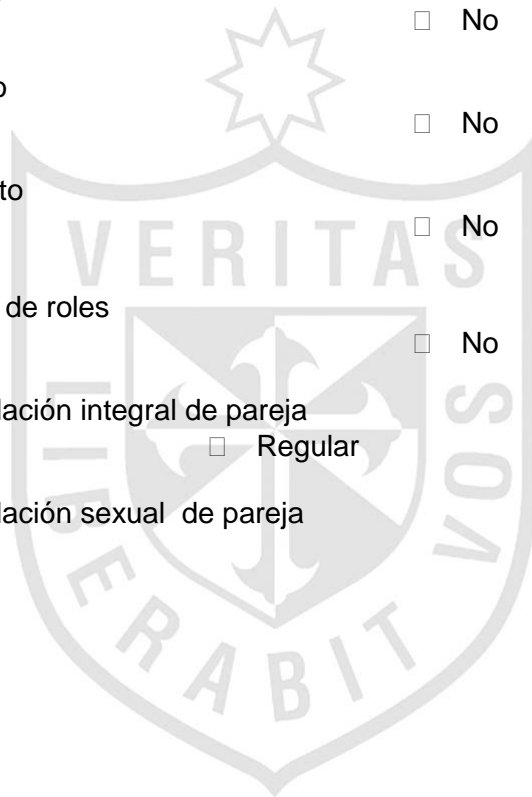 □ No
o
□ No
to
□ No
de roles
□ No
lación integral de pareja
□ Regular
lación sexual de pareja
VERITAS
LIBERABIT VOS